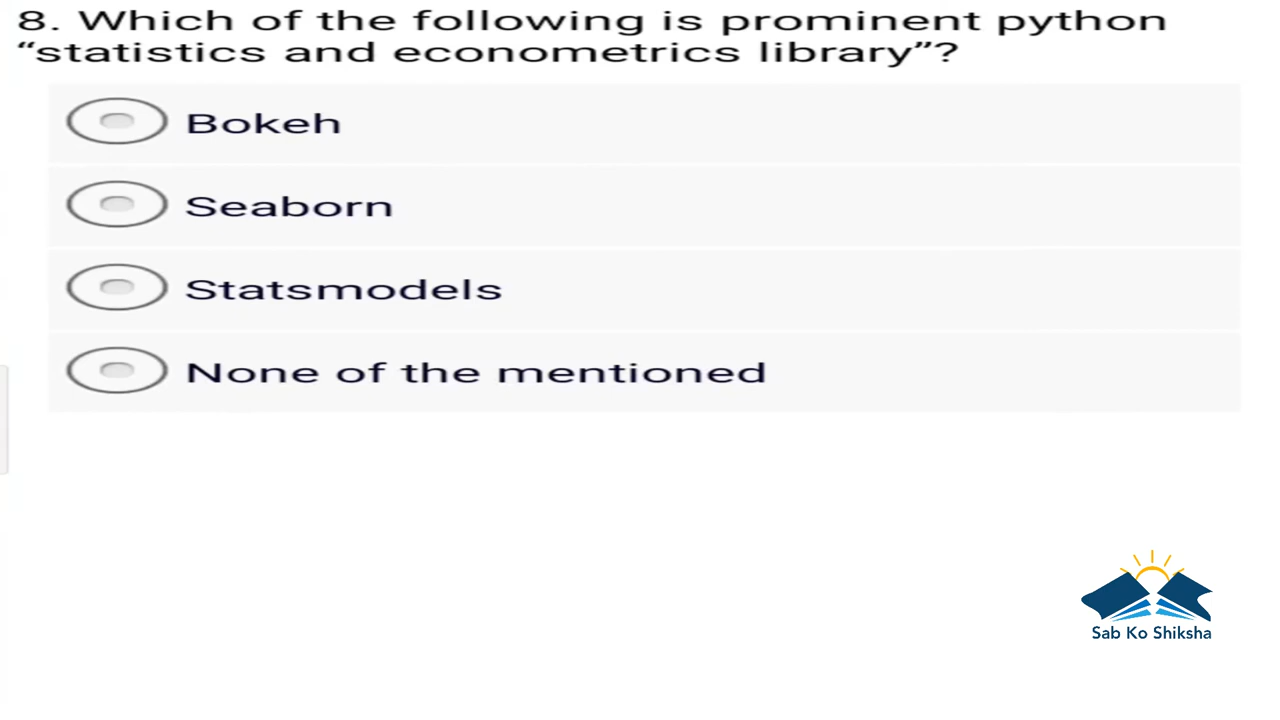 8. Which of the following is prominent python
“statistics and econometrics library”?
Bokeh
Seaborn
Statsmodels
None of the mentioned
Sab Ko Shiksha